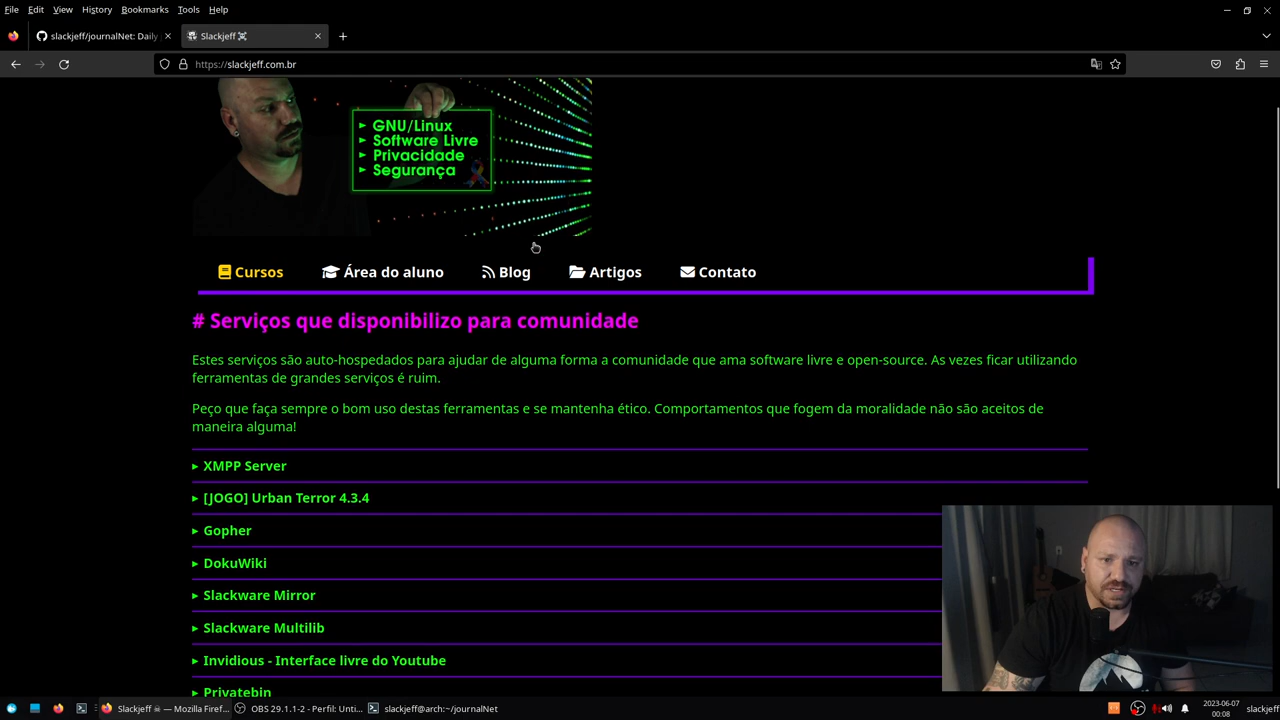 File Edit View History Bookmarks Tools Help
slackjeff/journalNet: Daily
Slackjeff
https://slackjeff.com.br
► GNU/Linux
► Software Livre
► Privacidade
► Segurança
Cursos Área do aluno Blog Artigos Contato
# Serviços que disponibilizo para comunidade
Estes serviços são auto-hospedados para ajudar de alguma forma a comunidade que ama software livre e open-source. As vezes ficar utilizando
ferramentas de grandes serviços é ruim.
Peço que faça sempre o bom uso destas ferramentas e se mantenha ético. Comportamentos que fogem da moralidade não são aceitos de
maneira alguma!
▸ XMPP Server
▸ [JOGO] Urban Terror 4.3.4
▸ Gopher
▸ DokuWiki
▸ Slackware Mirror
▸ Slackware Multilib
▸ Invidious - Interface livre do Youtube
▸ Privatebin
Slackjeff ☠ — Mozilla Firef...
OBS 29.1.1-2 - Perfil: Unti...
slackjeff@arch:~/journalNet
2023-06-07
00:08
slackjeff